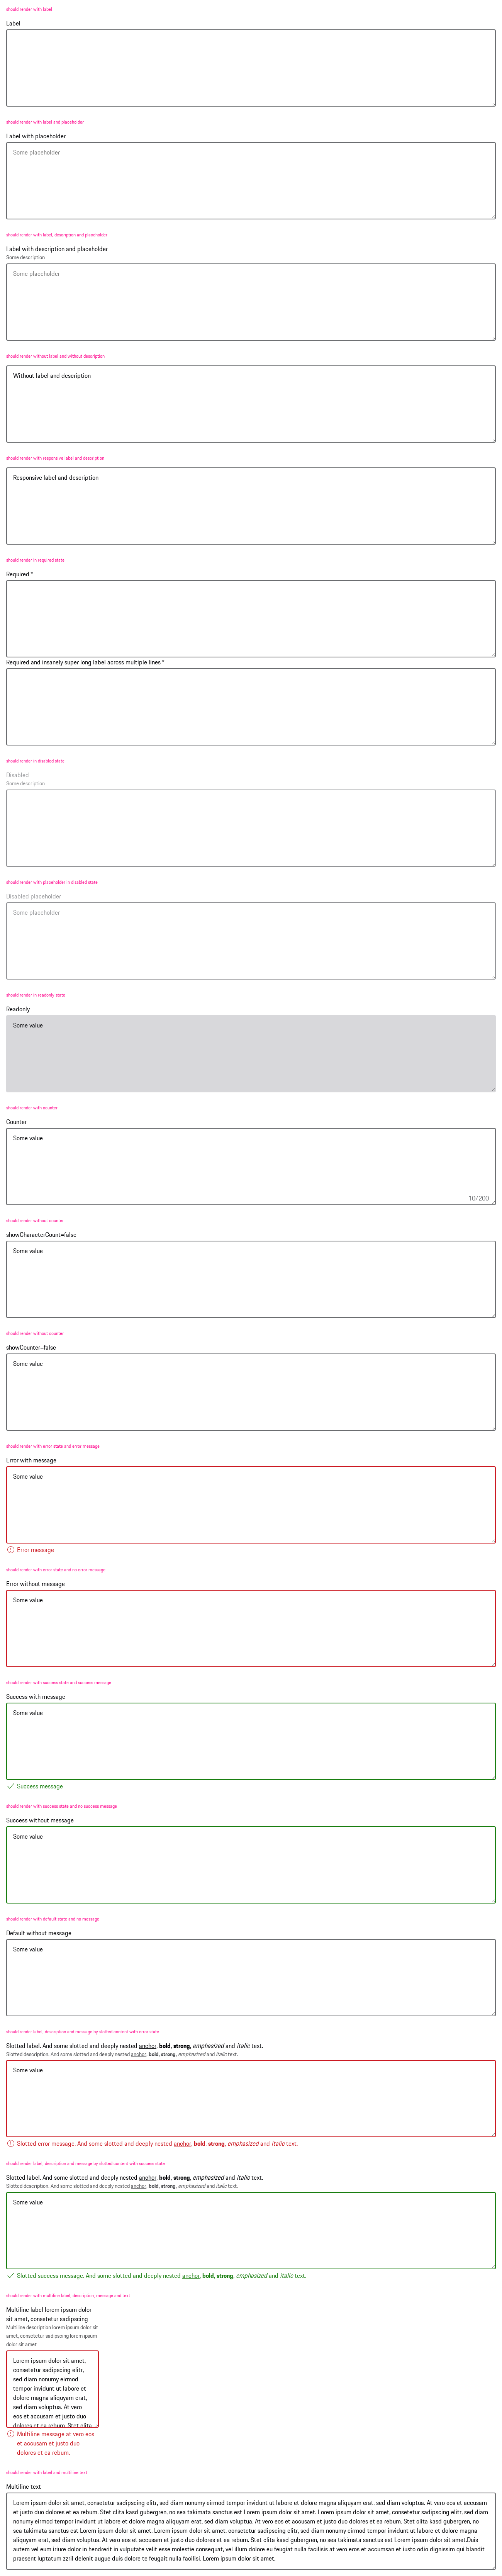 should render with label
Label
should render with label and placeholder
Label with placeholder
Some placeholder
should render with label, description and placeholder
Label with description and placeholder
Some description
Some placeholder
should render without label and without description
Without label and description
should render with responsive label and description
Responsive label and description
should render in required state
Required *
Required and insanely super long label across multiple lines *
should render in disabled state
Disabled
Some description
should render with placeholder in disabled state
Disabled placeholder
Some placeholder
should render in readonly state
Readonly
Some value
should render with counter
Counter
Some value
10/200
should render without counter
showCharacterCount=false
Some value
should render without counter
showCounter=false
Some value
should render with error state and error message
Error with message
Some value
Error message
should render with error state and no error message
Error without message
Some value
should render with success state and success message
Success with message
Some value
Success message
should render with success state and no success message
Success without message
Some value
should render with default state and no message
Default without message
Some value
should render label, description and message by slotted content with error state
Slotted label. And some slotted and deeply nested anchor, bold, strong, emphasized and italic text.
Slotted description. And some slotted and deeply nested anchor, bold, strong, emphasized and italic text.
Some value
Slotted error message. And some slotted and deeply nested anchor, bold, strong, emphasized and italic text.
should render label, description and message by slotted content with success state
Slotted label. And some slotted and deeply nested anchor, bold, strong, emphasized and italic text.
Slotted description. And some slotted and deeply nested anchor, bold, strong, emphasized and italic text.
Some value
Slotted success message. And some slotted and deeply nested anchor, bold, strong, emphasized and italic text.
should render with multiline label, description, message and text
Multiline label lorem ipsum dolor
sit amet, consetetur sadipscing
Multiline description lorem ipsum dolor sit
amet, consetetur sadipscing lorem ipsum
dolor sit amet
Lorem ipsum dolor sit amet,
consetetur sadipscing elitr,
sed diam nonumy eirmod
tempor invidunt ut labore et
dolore magna aliquyam erat,
sed diam voluptua. At vero
eos et accusam et justo duo
dolores et ea rebum. Stet clita
Multiline message at vero eos
et accusam et justo duo
dolores et ea rebum.
should render with label and multiline text
Multiline text
Lorem ipsum dolor sit amet, consetetur sadipscing elitr, sed diam nonumy eirmod tempor invidunt ut labore et dolore magna aliquyam erat, sed diam voluptua. At vero eos et accusam
et justo duo dolores et ea rebum. Stet clita kasd gubergren, no sea takimata sanctus est Lorem ipsum dolor sit amet. Lorem ipsum dolor sit amet, consetetur sadipscing elitr, sed diam
nonumy eirmod tempor invidunt ut labore et dolore magna aliquyam erat, sed diam voluptua. At vero eos et accusam et justo duo dolores et ea rebum. Stet clita kasd gubergren, no
sea takimata sanctus est Lorem ipsum dolor sit amet. Lorem ipsum dolor sit amet, consetetur sadipscing elitr, sed diam nonumy eirmod tempor invidunt ut labore et dolore magna
aliquyam erat, sed diam voluptua. At vero eos et accusam et justo duo dolores et ea rebum. Stet clita kasd gubergren, no sea takimata sanctus est Lorem ipsum dolor sit amet.Duis
autem vel eum iriure dolor in hendrerit in vulputate velit esse molestie consequat, vel illum dolore eu feugiat nulla facilisis at vero eros et accumsan et iusto odio dignissim qui blandit
praesent luptatum zzril delenit augue duis dolore te feugait nulla facilisi. Lorem ipsum dolor sit amet,